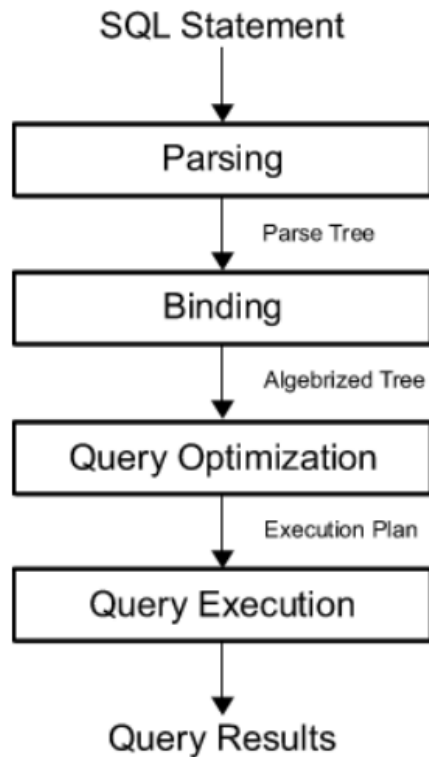 SQL Statement
Parsing
Parse Tree
Binding
Algebrized Tree
Query Optimization
Execution Plan
Query Execution
Query Results